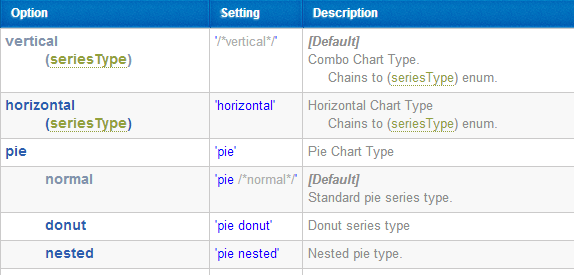 Option Setting Description
vertical '/*vertical*/' [Default]
Combo Chart Type.
(seriesType) Chains to (seriesType) enum.
horizontal 'horizontal' Horizontal Chart Type
(seriesType) Chains to (seriesType) enum.
pie 'pie' Pie Chart Type
normal 'pie /*normal*/' [Default]
Standard pie series type.
donut 'pie donut' Donut series type
nested 'pie nested' Nested pie type.